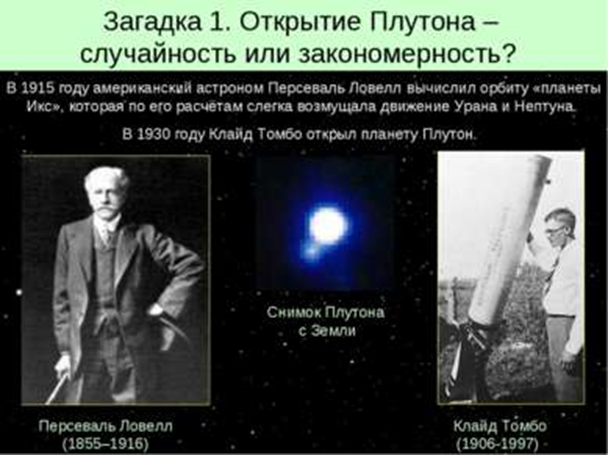 Загадка 1. Открытие Плутона –
случайность или закономерность?
В 1915 году американский астроном Персеваль Ловелл вычислил орбиту «планеты
Икс», которая по его расчётам слегка возмущала движение Урана и Нептуна.
В 1930 году Клайд Томбо открыл планету Плутон.
Снимок Плутона
с Земли
Персеваль Ловелл
(1855–1916)
Клайд Томбо
(1906-1997)